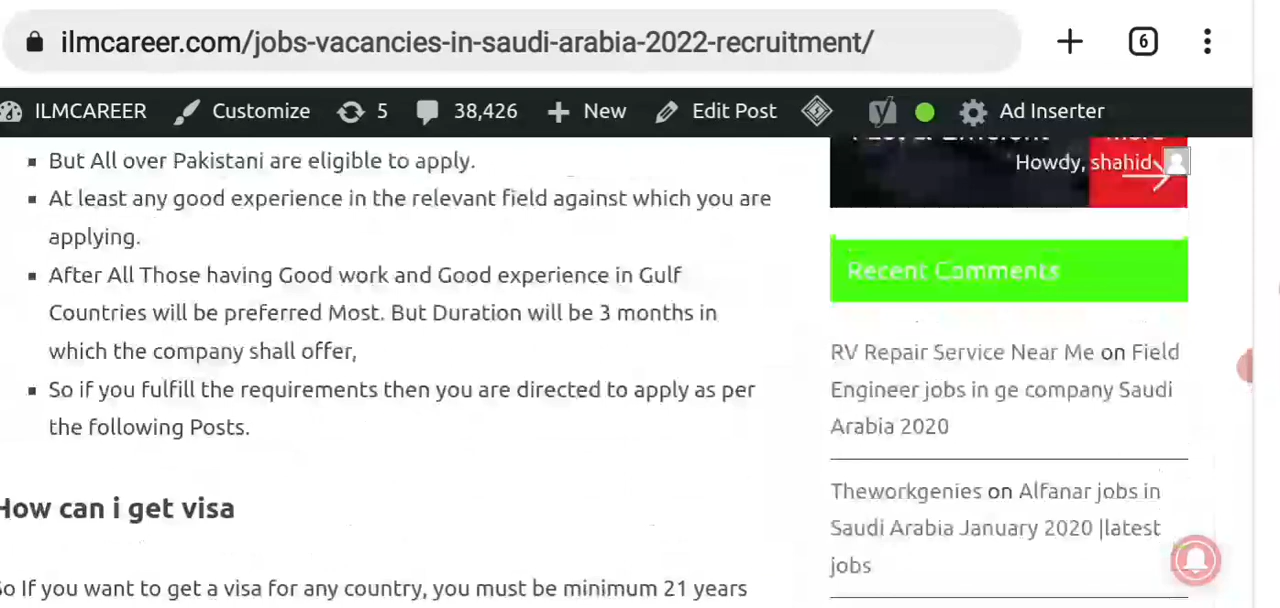 ilmcareer.com/jobs-vacancies-in-saudi-arabia-2022-recruitment/
6
ILMCAREER Customize 5 38,426 New Edit Post Ad Inserter
Howdy, shahid
But All over Pakistani are eligible to apply.
At least any good experience in the relevant field against which you are
applying.
After All Those having Good work and Good experience in Gulf
Countries will be preferred Most. But Duration will be 3 months in
which the company shall offer,
So if you fulfill the requirements then you are directed to apply as per
the following Posts.
How can i get visa
So If you want to get a visa for any country, you must be minimum 21 years
Recent Comments
RV Repair Service Near Me on Field
Engineer jobs in ge company Saudi
Arabia 2020
Theworkgenies on Alfanar jobs in
Saudi Arabia January 2020 |latest
jobs